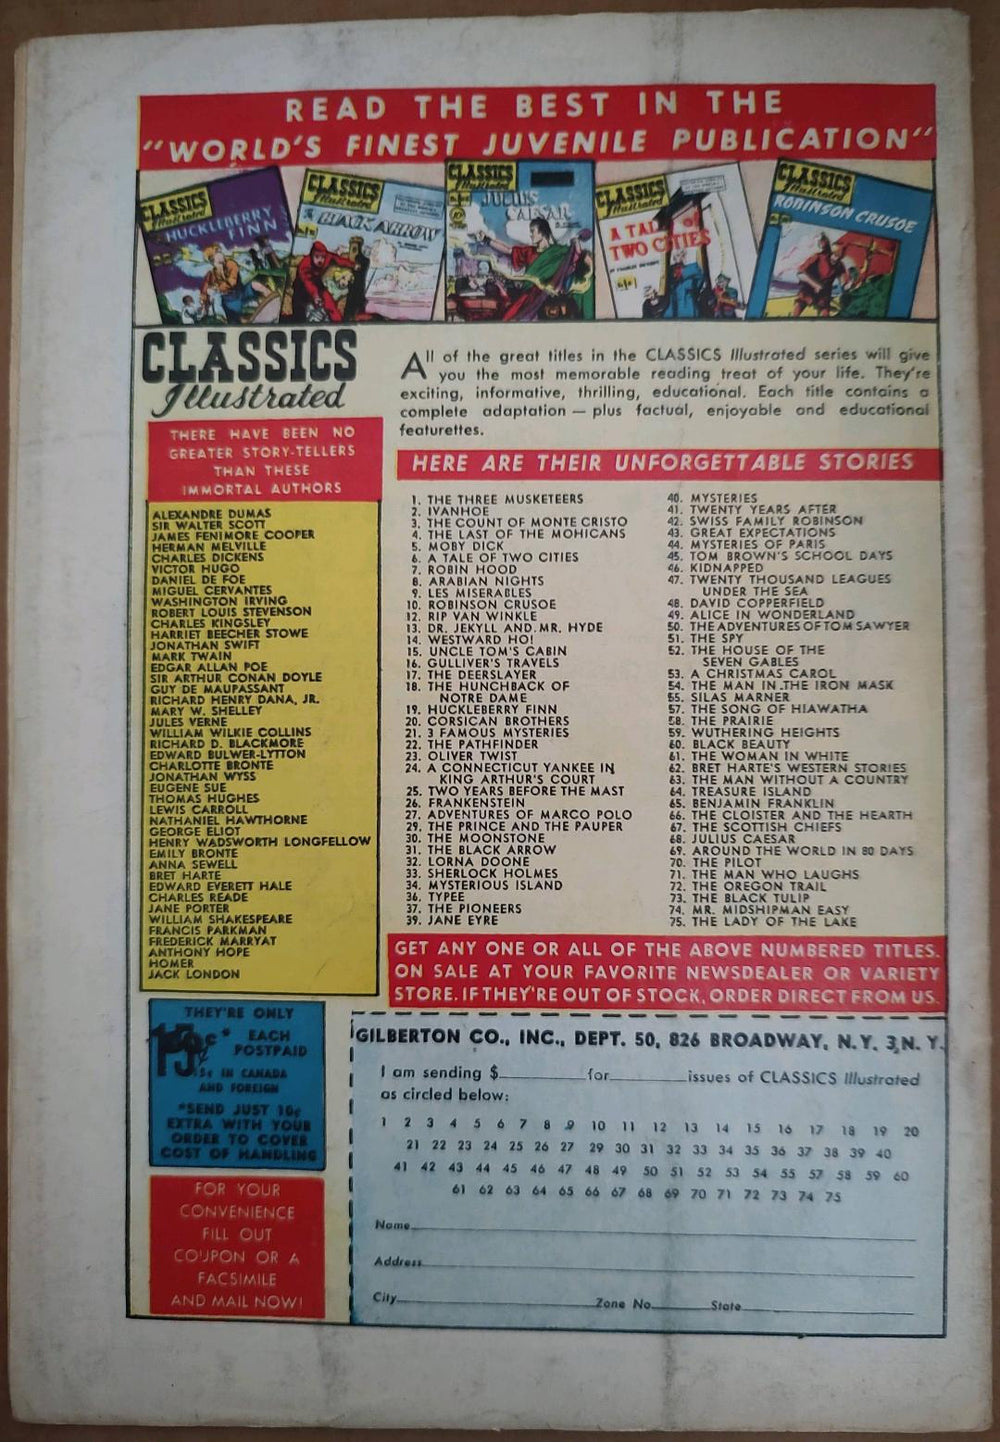 READ THE BEST IN THE
"WORLD'S FINEST JUVENILE PUBLICATION"
CLASSICS
Illustrated
HUCKLEBERRY
FINN
CLASSICS
Illustrated
The
BLACK ARROW
CLASSICS
Illustrated
JULIUS
CAESAR
CLASSICS
Illustrated
A TALE OF
TWO CITIES
CLASSICS
Illustrated
ROBINSON CRUSOE
CLASSICS
Illustrated
All of the great titles in the CLASSICS Illustrated series will give
you the most memorable reading treat of your life. They're
exciting, informative, thrilling, educational. Each title contains a
complete adaptation — plus factual, enjoyable and educational
featurettes.
THERE HAVE BEEN NO
GREATER STORY-TELLERS
THAN THESE
IMMORTAL AUTHORS
ALEXANDRE DUMAS
SIR WALTER SCOTT
JAMES FENIMORE COOPER
HERMAN MELVILLE
CHARLES DICKENS
VICTOR HUGO
DANIEL DE FOE
MIGUEL CERVANTES
WASHINGTON IRVING
ROBERT LOUIS STEVENSON
CHARLES KINGSLEY
HARRIET BEECHER STOWE
JONATHAN SWIFT
MARK TWAIN
EDGAR ALLAN POE
SIR ARTHUR CONAN DOYLE
GUY DE MAUPASSANT
RICHARD HENRY DANA, JR.
MARY W. SHELLEY
JULES VERNE
WILLIAM WILKIE COLLINS
RICHARD D. BLACKMORE
EDWARD BULWER-LYTTON
CHARLOTTE BRONTE
JONATHAN WYSS
EUGENE SUE
THOMAS HUGHES
LEWIS CARROLL
NATHANIEL HAWTHORNE
GEORGE ELIOT
HENRY WADSWORTH LONGFELLOW
EMILY BRONTE
ANNA SEWELL
BRET HARTE
EDWARD EVERETT HALE
CHARLES READE
JANE PORTER
WILLIAM SHAKESPEARE
FRANCIS PARKMAN
FREDERICK MARRYAT
ANTHONY HOPE
HOMER
JACK LONDON
HERE ARE THEIR UNFORGETTABLE STORIES
1. THE THREE MUSKETEERS
2. IVANHOE
3. THE COUNT OF MONTE CRISTO
4. THE LAST OF THE MOHICANS
5. MOBY DICK
6. A TALE OF TWO CITIES
7. ROBIN HOOD
8. ARABIAN NIGHTS
9. LES MISERABLES
10. ROBINSON CRUSOE
12. RIP VAN WINKLE
13. DR. JEKYLL AND MR. HYDE
14. WESTWARD HO!
15. UNCLE TOM'S CABIN
16. GULLIVER'S TRAVELS
17. THE DEERSLAYER
18. THE HUNCHBACK OF
NOTRE DAME
19. HUCKLEBERRY FINN
20. CORSICAN BROTHERS
21. 3 FAMOUS MYSTERIES
22. THE PATHFINDER
23. OLIVER TWIST
24. A CONNECTICUT YANKEE IN
KING ARTHUR'S COURT
25. TWO YEARS BEFORE THE MAST
26. FRANKENSTEIN
27. ADVENTURES OF MARCO POLO
29. THE PRINCE AND THE PAUPER
30. THE MOONSTONE
31. THE BLACK ARROW
32. LORNA DOONE
33. SHERLOCK HOLMES
34. MYSTERIOUS ISLAND
36. TYPEE
37. THE PIONEERS
39. JANE EYRE
40. MYSTERIES
41. TWENTY YEARS AFTER
42. SWISS FAMILY ROBINSON
43. GREAT EXPECTATIONS
44. MYSTERIES OF PARIS
45. TOM BROWN'S SCHOOL DAYS
46. KIDNAPPED
47. TWENTY THOUSAND LEAGUES
UNDER THE SEA
48. DAVID COPPERFIELD
49. ALICE IN WONDERLAND
50. THE ADVENTURES OF TOM SAWYER
51. THE SPY
52. THE HOUSE OF THE
SEVEN GABLES
53. A CHRISTMAS CAROL
54. THE MAN IN THE IRON MASK
55. SILAS MARNER
57. THE SONG OF HIAWATHA
58. THE PRAIRIE
59. WUTHERING HEIGHTS
60. BLACK BEAUTY
61. THE WOMAN IN WHITE
62. BRET HARTE'S WESTERN STORIES
63. THE MAN WITHOUT A COUNTRY
64. TREASURE ISLAND
65. BENJAMIN FRANKLIN
66. THE CLOISTER AND THE HEARTH
67. THE SCOTTISH CHIEFS
68. JULIUS CAESAR
69. AROUND THE WORLD IN 80 DAYS
70. THE PILOT
71. THE MAN WHO LAUGHS
72. THE OREGON TRAIL
73. THE BLACK TULIP
74. MR. MIDSHIPMAN EASY
75. THE LADY OF THE LAKE
GET ANY ONE OR ALL OF THE ABOVE NUMBERED TITLES.
ON SALE AT YOUR FAVORITE NEWSDEALER OR VARIETY
STORE. IF THEY'RE OUT OF STOCK, ORDER DIRECT FROM US.
THEY'RE ONLY
15¢* EACH
POSTPAID
15¢ IN CANADA
AND FOREIGN
*SEND JUST 10¢
EXTRA WITH YOUR
ORDER TO COVER
COST OF HANDLING
FOR YOUR
CONVENIENCE
FILL OUT
COUPON OR A
FACSIMILE
AND MAIL NOW!
GILBERTON CO., INC., DEPT. 50, 826 BROADWAY, N. Y. 3, N. Y.
I am sending $ for issues of CLASSICS Illustrated
as circled below:
1 2 3 4 5 6 7 8 9 10 11 12 13 14 15 16 17 18 19 20
21 22 23 24 25 26 27 29 30 31 32 33 34 35 36 37 38 39 40
41 42 43 44 45 46 47 48 49 50 51 52 53 54 55 57 58 59 60
61 62 63 64 65 66 67 68 69 70 71 72 73 74 75
Name
Address
City Zone No. State